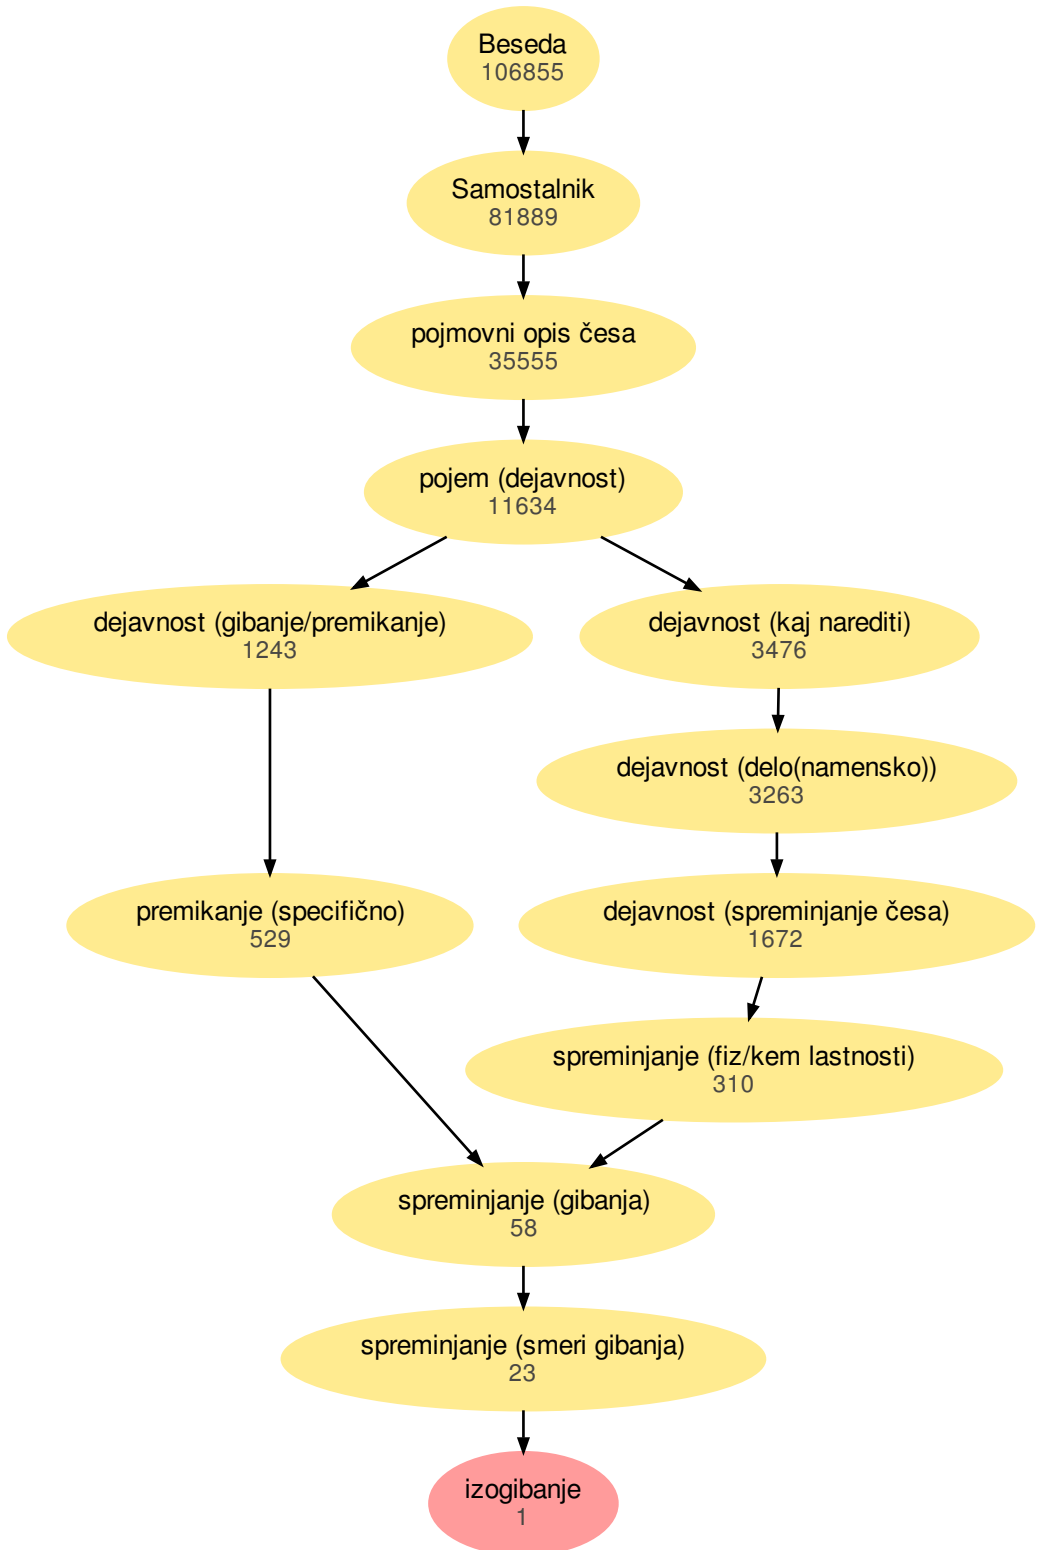 Beseda
106855
Samostalnik
81889
pojmovni opis česa
35555
pojem (dejavnost)
11634
dejavnost (gibanje/premikanje)
1243
dejavnost (kaj narediti)
3476
dejavnost (delo(namensko))
3263
premikanje (specifično)
529
dejavnost (spreminjanje česa)
1672
spreminjanje (fiz/kem lastnosti)
310
spreminjanje (gibanja)
58
spreminjanje (smeri gibanja)
23
izogibanje
1